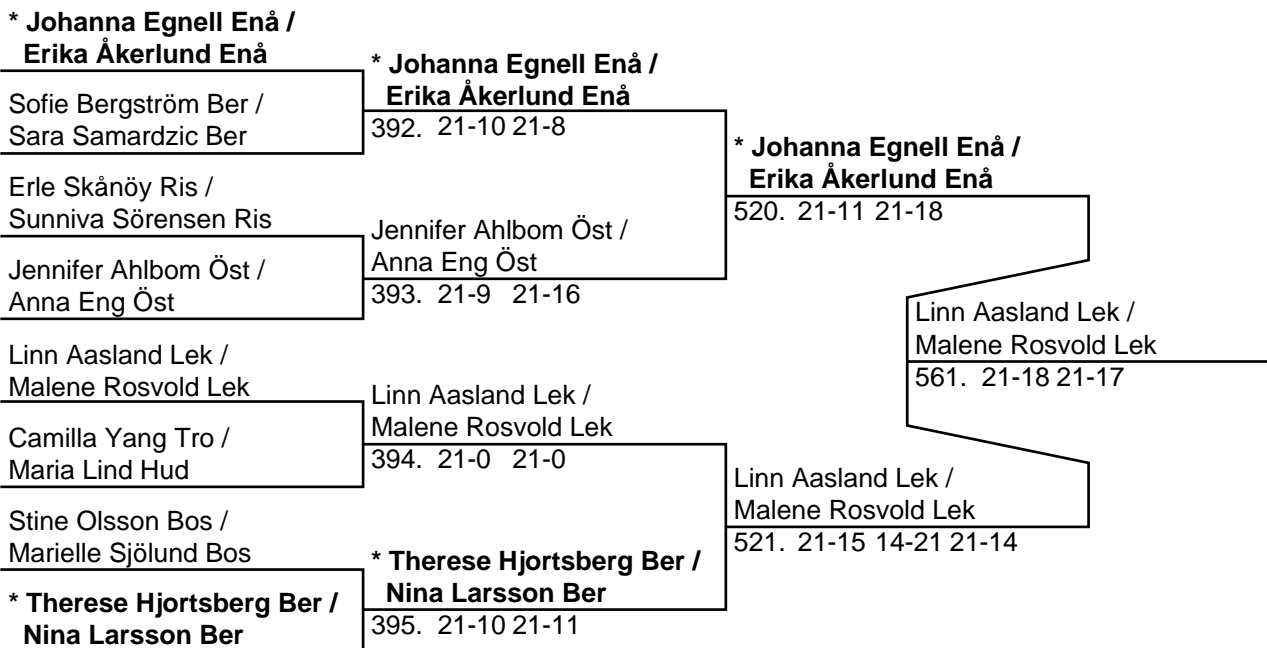 * Johanna Egnell Enå /
Erika Åkerlund Enå
Sofie Bergström Ber /
Sara Samardzic Ber
Erle Skånöy Ris /
Sunniva Sörensen Ris
Jennifer Ahlbom Öst /
Anna Eng Öst
Linn Aasland Lek /
Malene Rosvold Lek
Camilla Yang Tro /
Maria Lind Hud
Stine Olsson Bos /
Marielle Sjölund Bos
* Therese Hjortsberg Ber /
Nina Larsson Ber
* Johanna Egnell Enå /
Erika Åkerlund Enå
392. 21-10 21-8
Jennifer Ahlbom Öst /
Anna Eng Öst
393. 21-9 21-16
Linn Aasland Lek /
Malene Rosvold Lek
394. 21-0 21-0
* Therese Hjortsberg Ber /
Nina Larsson Ber
395. 21-10 21-11
* Johanna Egnell Enå /
Erika Åkerlund Enå
520. 21-11 21-18
Linn Aasland Lek /
Malene Rosvold Lek
521. 21-15 14-21 21-14
Linn Aasland Lek /
Malene Rosvold Lek
561. 21-18 21-17